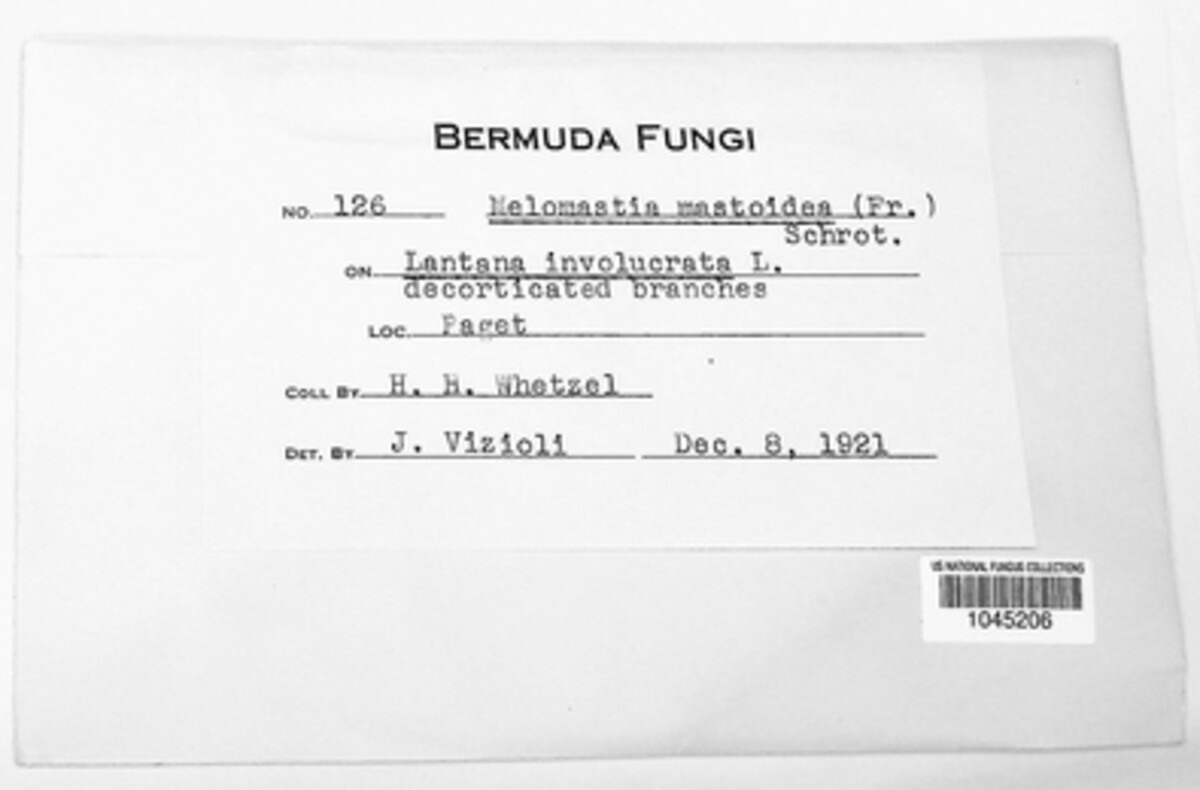 BERMUDA FUNGI
NO. 126 Melomastia mastoidea (Fr.)
Schrot.
ON Lantana involucrata L.
decorticated branches
LOC. Paget
COLL BY H. H. Whetzel
DET. BY J. Vizioli Dec. 8, 1921
US NATIONAL FUNGUS COLLECTIONS
1045206